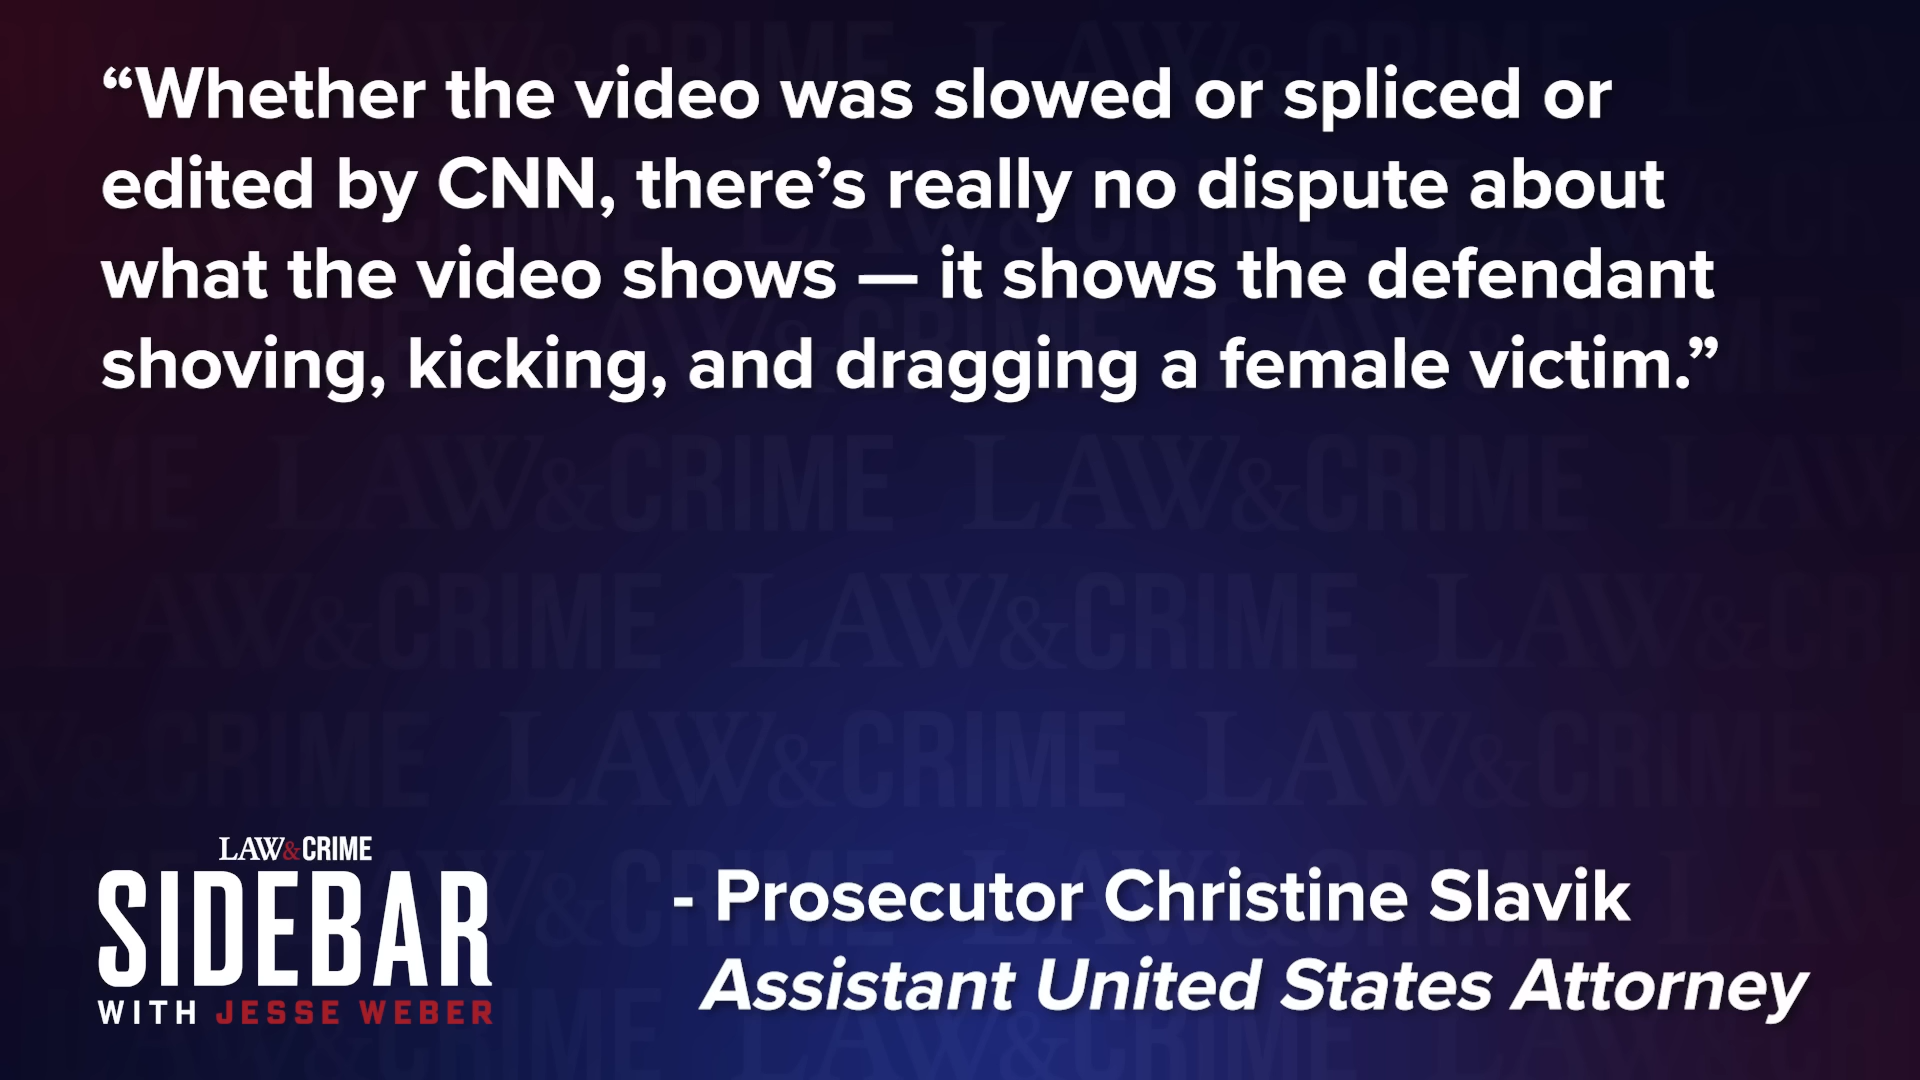 “Whether the video was slowed or spliced or
edited by CNN, there’s really no dispute about
what the video shows — it shows the defendant
shoving, kicking, and dragging a female victim.”
LAW&CRIME
SIDEBAR
WITH JESSE WEBER
- Prosecutor Christine Slavik
Assistant United States Attorney